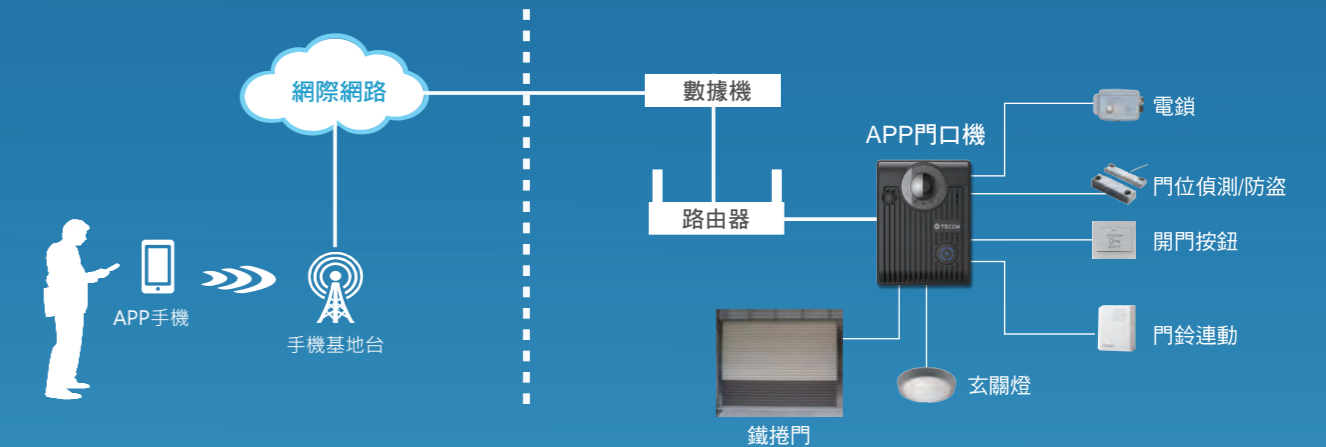 網際網路
數據機
APP門口機
電鎖
門位偵測/防盜
路由器
TECOM
開門按鈕
APP手機
手機基地台
門鈴連動
玄關燈
鐵捲門